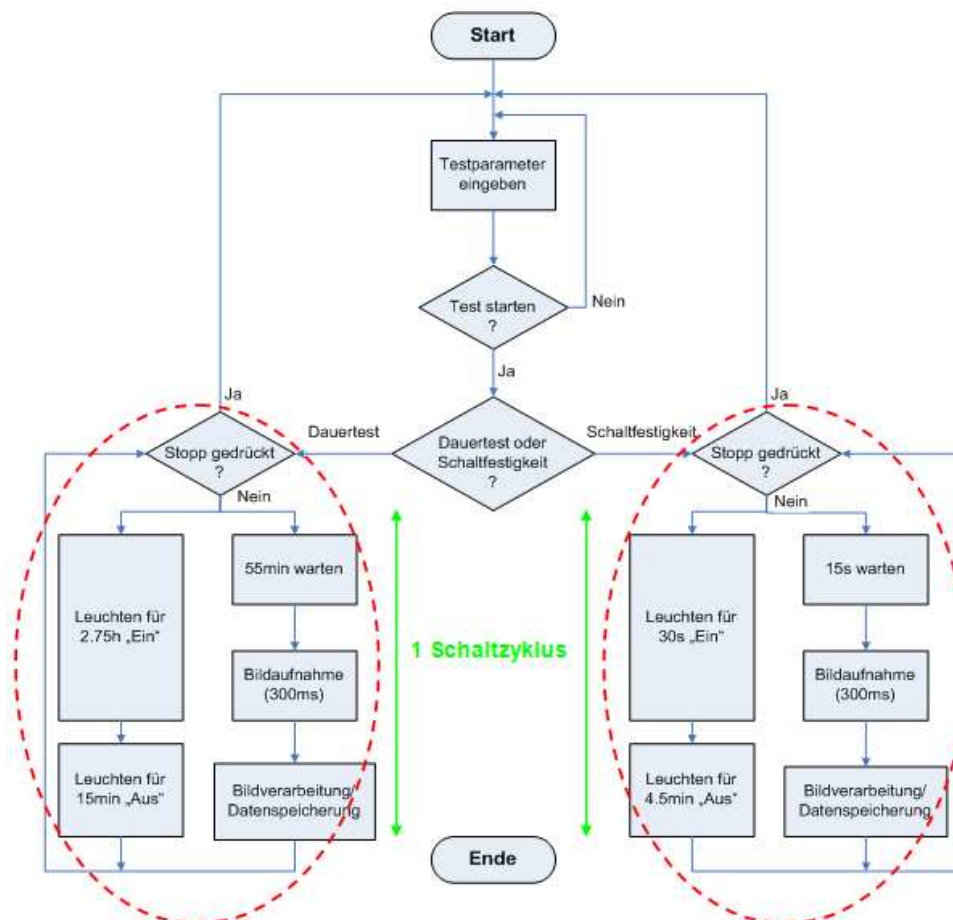 Start
Testparameter
eingeben
Test starten
?
Nein
Ja
Dauertest oder
Schaltfestigkeit
?
Dauertest
Schaltfestigkeit
Ja
Stopp gedrückt
?
Nein
Leuchten für
2.75h „Ein“
Leuchten für
15min „Aus“
55min warten
Bildaufnahme
(300ms)
Bildverarbeitung/
Datenspeicherung
1 Schaltzyklus
Ja
Stopp gedrückt
?
Nein
Leuchten für
30s „Ein“
Leuchten für
4.5min „Aus“
15s warten
Bildaufnahme
(300ms)
Bildverarbeitung/
Datenspeicherung
Ende